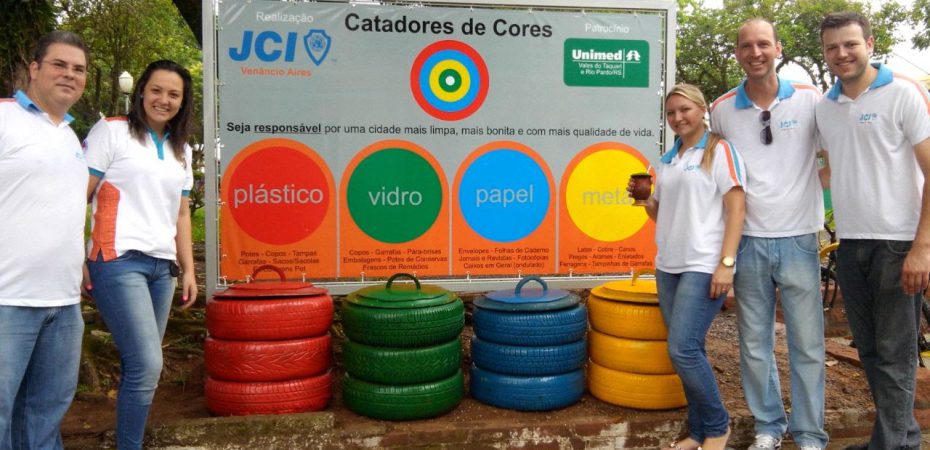 Realização
JCI
Venâncio Aires
Catadores de Cores
Patrocínio
Unimed
Vales do Taquari
e Rio Pardo/RS
Seja responsável por uma cidade mais limpa, mais bonita e com mais qualidade de vida.
plástico
vidro
papel
Potes - Copos - Tampas
Garrafas - Sacos/Sacolas
Pet
Copos - Garrafas - Para-brisas
Embalagens - Potes de Conservas
Frascos de Remédios
Envelopes - Folhas de Caderno
Jornais e Revistas - Fotocópias
Caixas em Geral (ondulado)
Latas - Cobre - Canos
Pregos - Arames - Enlatados
Ferragens - Tampinhas de Garrafas
JCI
JCI